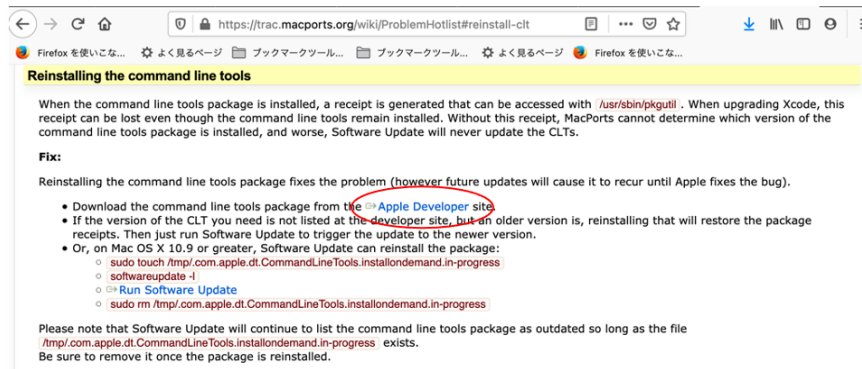 https://trac.macports.org/wiki/ProblemHotlist#reinstall-clt
Firefox を使いこな... よく見るページ ブックマークツール... ブックマークツール... よく見るページ Firefox を使いこな...
Reinstalling the command line tools
When the command line tools package is installed, a receipt is generated that can be accessed with /usr/sbin/pkgutil . When upgrading Xcode, this
receipt can be lost even though the command line tools remain installed. Without this receipt, MacPorts cannot determine which version of the
command line tools package is installed, and worse, Software Update will never update the CLTs.
Fix:
Reinstalling the command line tools package fixes the problem (however future updates will cause it to recur until Apple fixes the bug).
Download the command line tools package from the Apple Developer site.
If the version of the CLT you need is not listed at the developer site, but an older version is, reinstalling that will restore the package
receipts. Then just run Software Update to trigger the update to the newer version.
Or, on Mac OS X 10.9 or greater, Software Update can reinstall the package:
sudo touch /tmp/.com.apple.dt.CommandLineTools.installondemand.in-progress
softwareupdate -l
Run Software Update
sudo rm /tmp/.com.apple.dt.CommandLineTools.installondemand.in-progress
Please note that Software Update will continue to list the command line tools package as outdated so long as the file
/tmp/.com.apple.dt.CommandLineTools.installondemand.in-progress exists.
Be sure to remove it once the package is reinstalled.